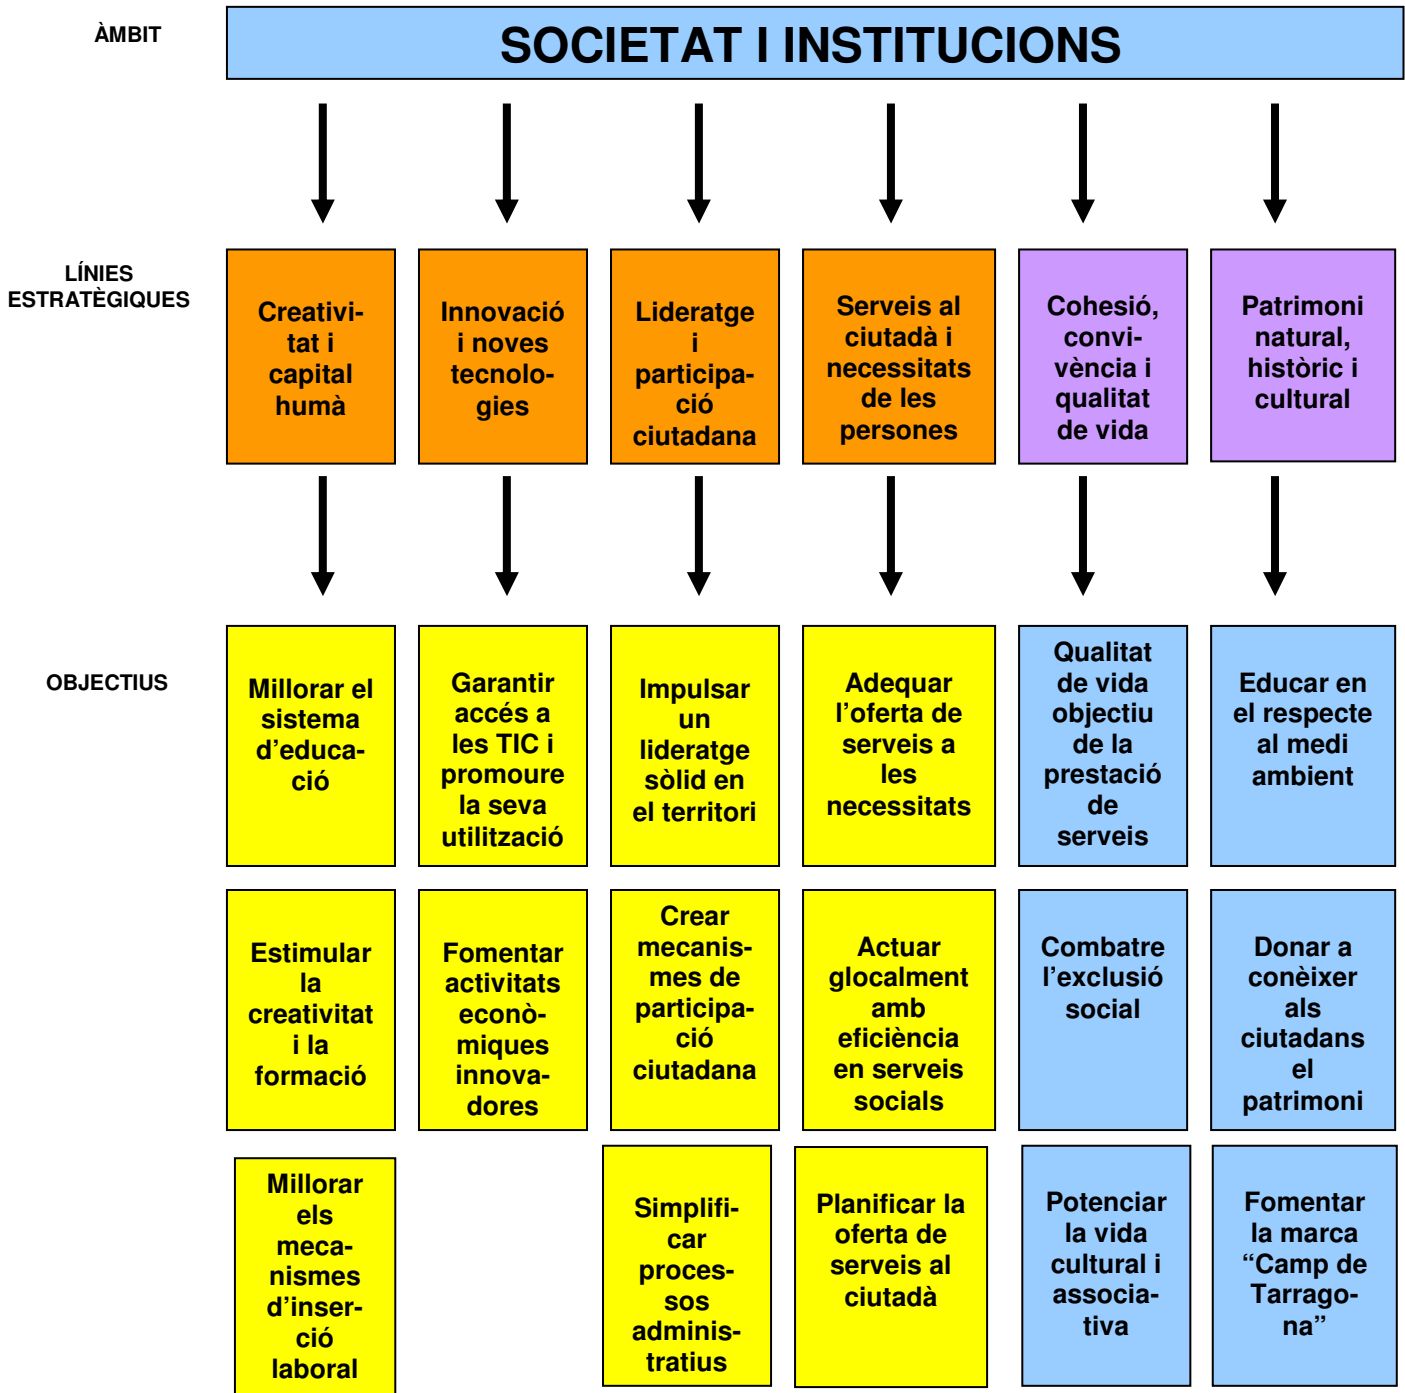 ÀMBIT
SOCIETAT I INSTITUCIONS
LÍNIES
ESTRATÈGIQUES
Creativi-
tat i
capital
humà
Innovació
i noves
tecnolo-
gies
Lideratge
i
participa-
ció
ciutadana
Serveis al
ciutadà i
necessitats
de les
persones
Cohesió,
convi-
vència i
qualitat
de vida
Patrimoni
natural,
històric i
cultural
OBJECTIUS
Millorar el
sistema
d’educa-
ció
Garantir
accés a
les TIC i
promoure
la seva
utilització
Impulsar
un
lideratge
sòlid en
el territori
Adequar
l’oferta de
serveis a
les
necessitats
Qualitat
de vida
objectiu
de la
prestació
de
serveis
Educar en
el respecte
al medi
ambient
Estimular
la
creativitat
i la
formació
Fomentar
activitats
econò-
miques
innova-
dores
Crear
mecanis-
mes de
participa-
ció
ciutadana
Actuar
glocalment
amb
eficiència
en serveis
socials
Combatre
l’exclusió
social
Donar a
conèixer
als
ciutadans
el
patrimoni
Millorar
els
meca-
nismes
d’inser-
ció
laboral
Simplifi-
car
proces-
sos
adminis-
tratius
Planificar la
oferta de
serveis al
ciutadà
Potenciar
la vida
cultural i
associa-
tiva
Fomentar
la marca
“Camp de
Tarrago-
na”